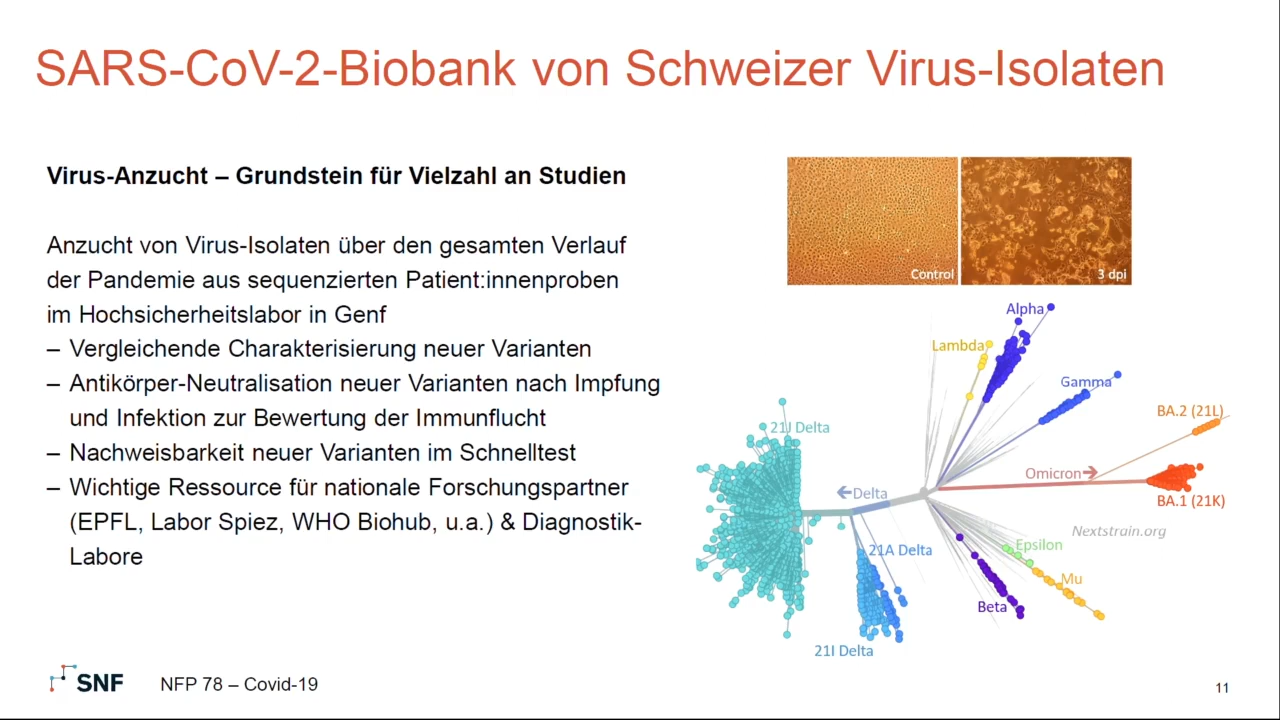 SARS-CoV-2-Biobank von Schweizer Virus-Isolaten
Virus-Anzucht – Grundstein für Vielzahl an Studien
Anzucht von Virus-Isolaten über den gesamten Verlauf
der Pandemie aus sequenzierten Patient:innenproben
im Hochsicherheitslabor in Genf
– Vergleichende Charakterisierung neuer Varianten
– Antikörper-Neutralisation neuer Varianten nach Impfung
und Infektion zur Bewertung der Immunflucht
– Nachweisbarkeit neuer Varianten im Schnelltest
– Wichtige Ressource für nationale Forschungspartner
(EPFL, Labor Spiez, WHO Biohub, u.a.) & Diagnostik-
Labore
Control
3 dpi
Alpha
Lambda
Gamma
BA.2 (21L)
21J Delta
Omicron
Delta
BA.1 (21K)
Nextstrain.org
Epsilon
21A Delta
Mu
Beta
21I Delta
SNF
NFP 78 – Covid-19
11